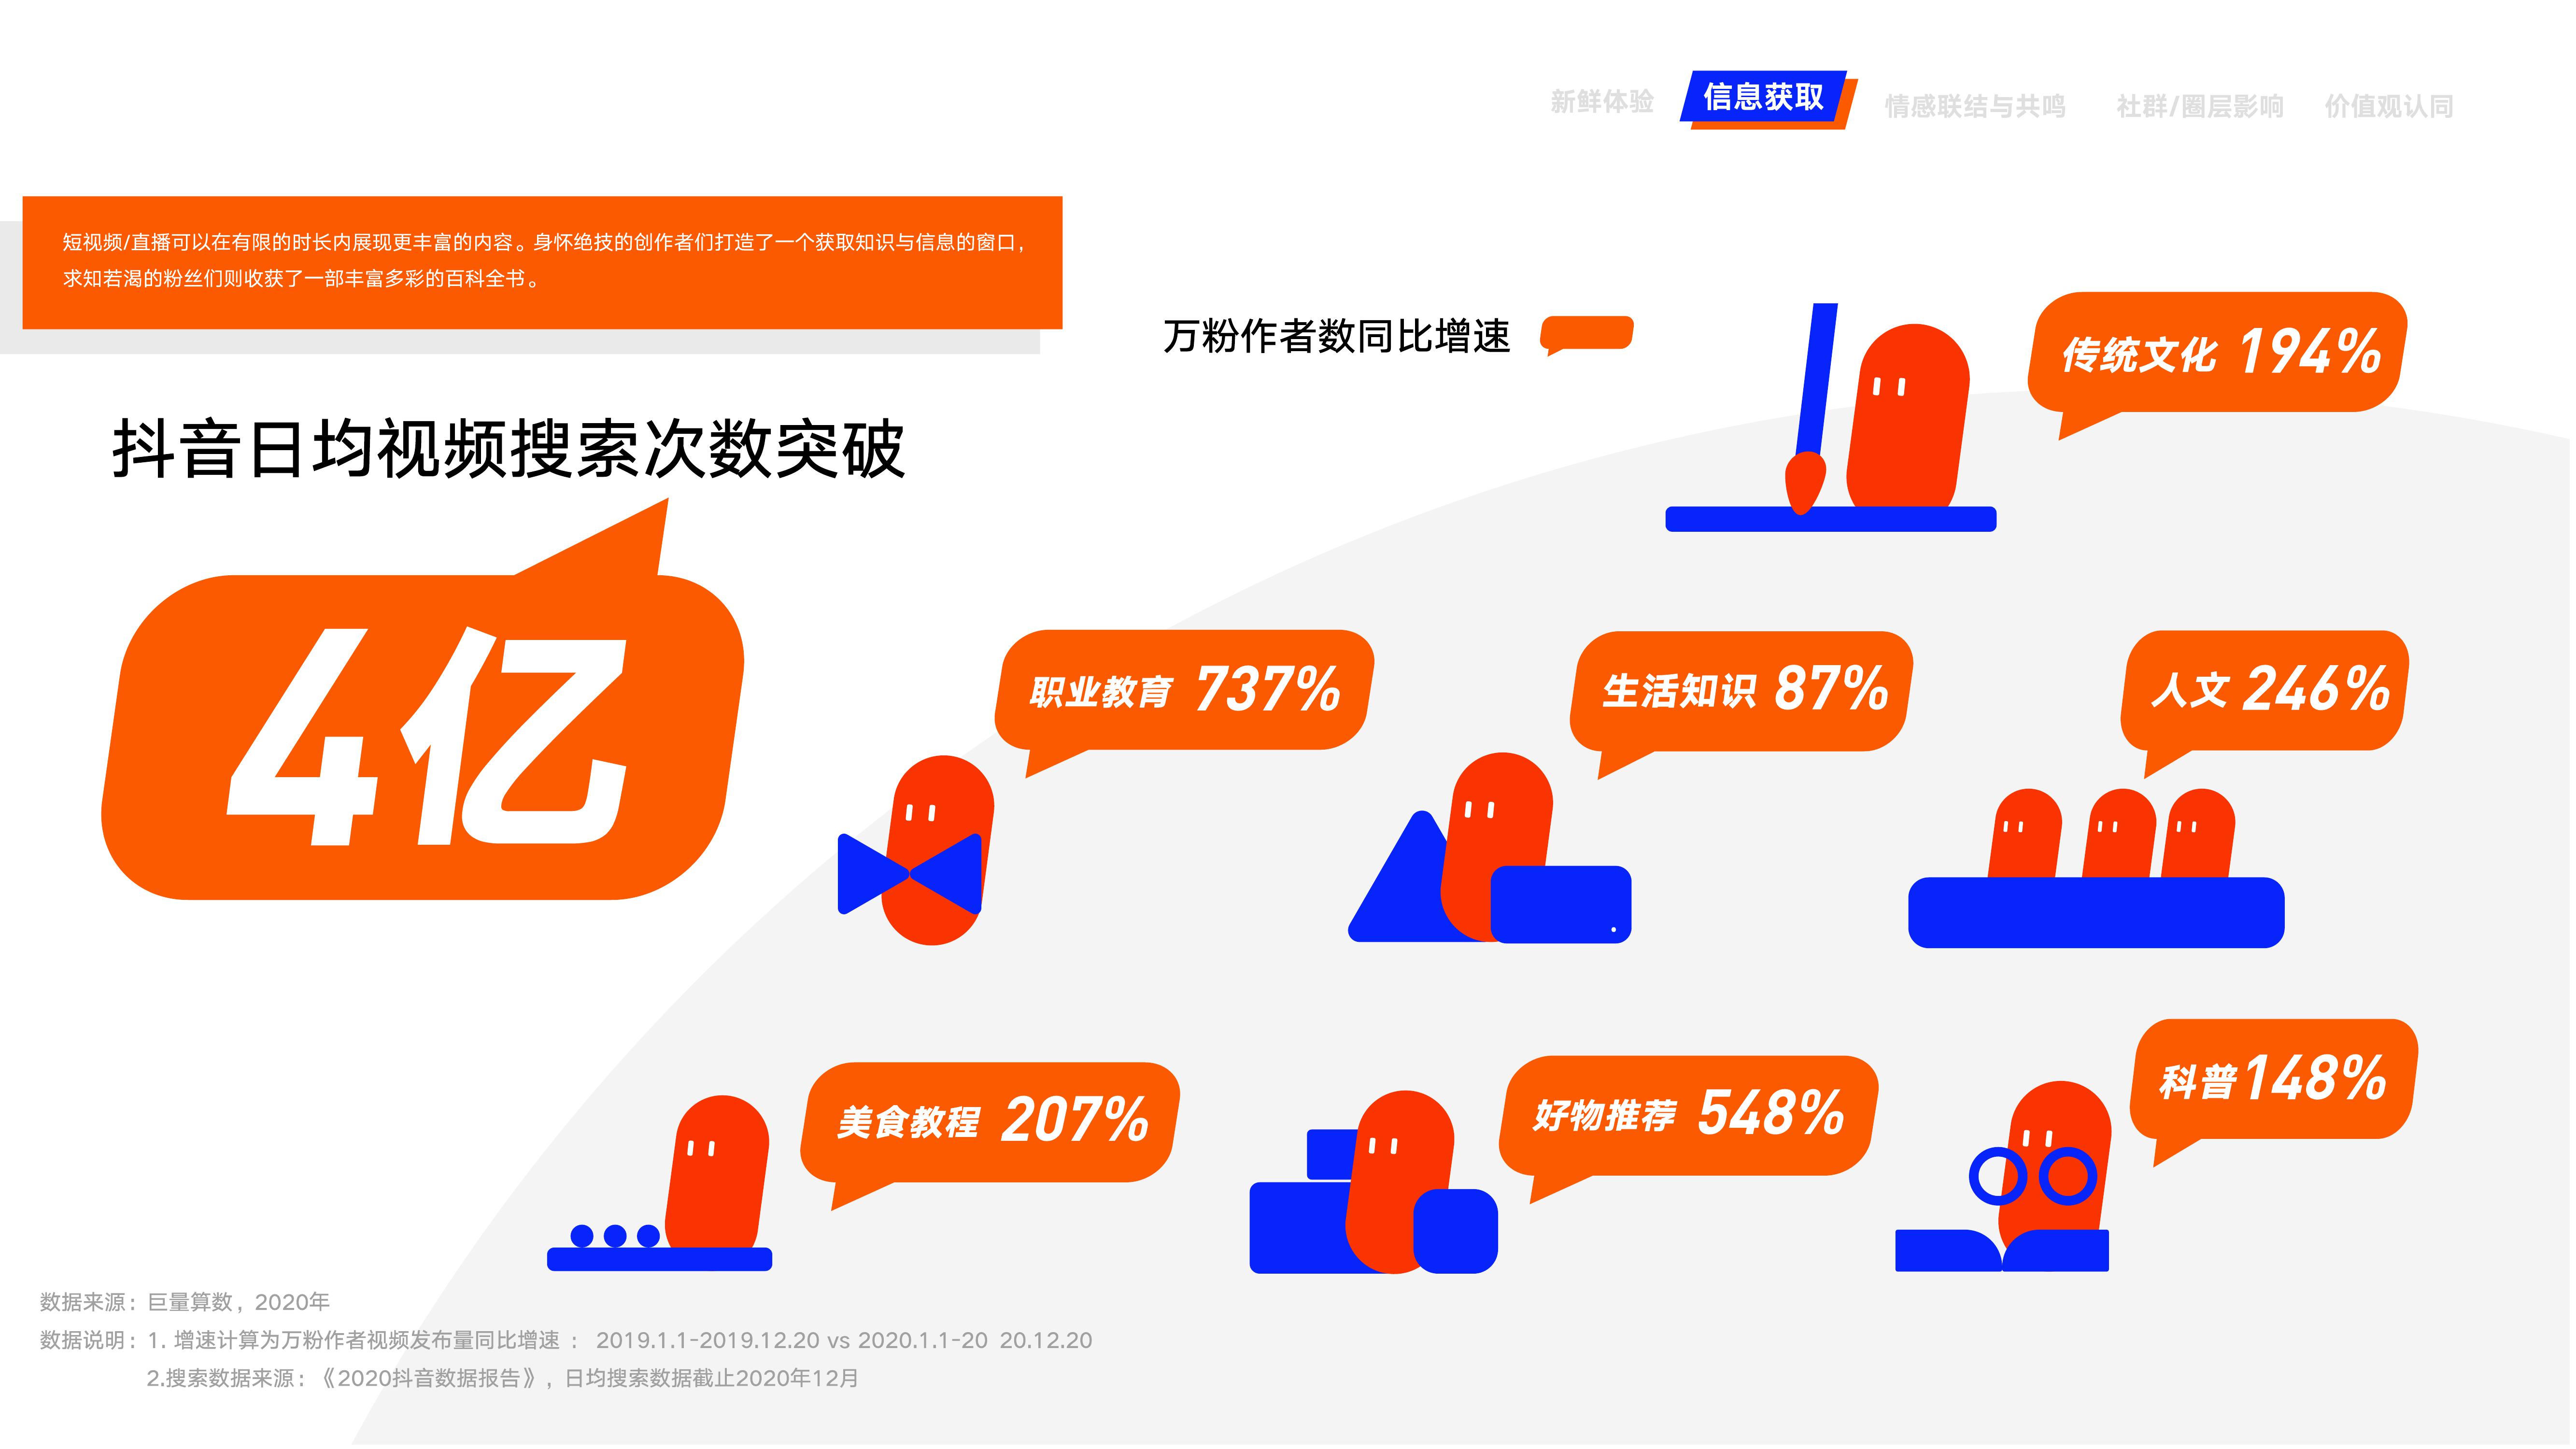 新鲜体验 信息获取 情感联结与共鸣 社群/圈层影响 价值观认同
短视频/直播可以在有限的时长内展现更丰富的内容。身怀绝技的创作者们打造了一个获取知识与信息的窗口，
求知若渴的粉丝们则收获了一部丰富多彩的百科全书。
抖音日均视频搜索次数突破
4亿
万粉作者数同比增速
传统文化 194%
职业教育 737%
生活知识 87%
人文 246%
美食教程 207%
好物推荐 548%
科普 148%
数据来源：巨量算数，2020年
数据说明：1. 增速计算为万粉作者视频发布量同比增速 ： 2019.1.1-2019.12.20 vs 2020.1.1-20 20.12.20
2.搜索数据来源：《2020抖音数据报告》，日均搜索数据截止2020年12月